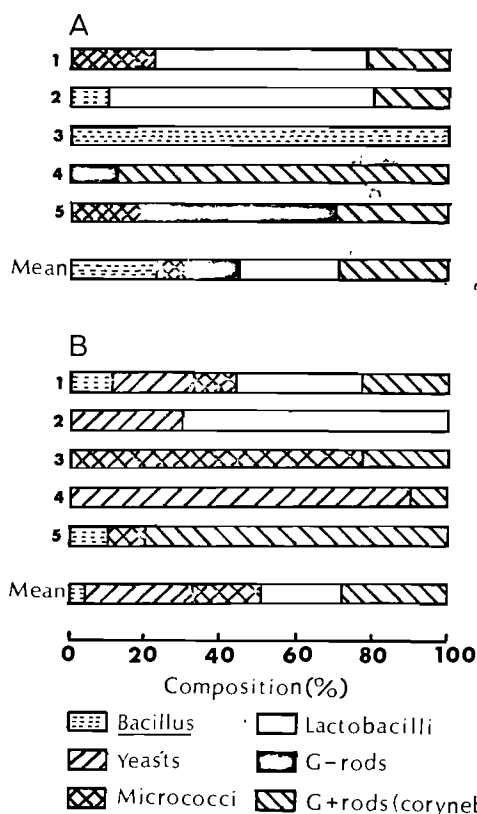 A
1
2
3
4
5
Mean
B
1
2
3
4
5
Mean
0 20 40 60 80 100
Composition(%)
Bacillus Lactobacilli
Yeasts G-rods
Micrococci G+rods(coryneb